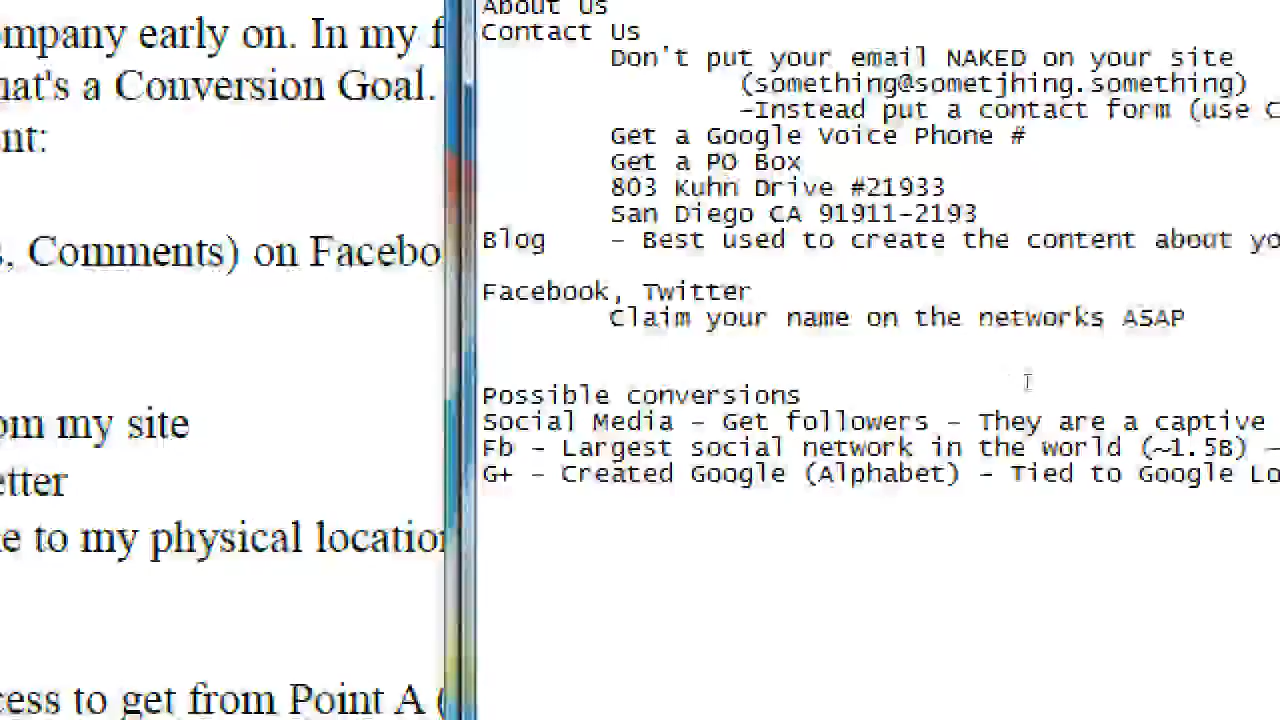 ompany early on. In my f
hat's a Conversion Goal.
nt:
s, Comments) on Facebo
om my site
etter
e to my physical location
cess to get from Point A (
About Us
Contact Us
Don't put your email NAKED on your site
(something@sometjhing.something)
-Instead put a contact form (use C
Get a Google Voice Phone #
Get a PO Box
803 Kuhn Drive #21933
San Diego CA 91911-2193
Blog - Best used to create the content about yo
Facebook, Twitter
Claim your name on the networks ASAP
Possible conversions
Social Media - Get followers - They are a captive
Fb - Largest social network in the world (~1.5B) -
G+ - Created Google (Alphabet) - Tied to Google Lo